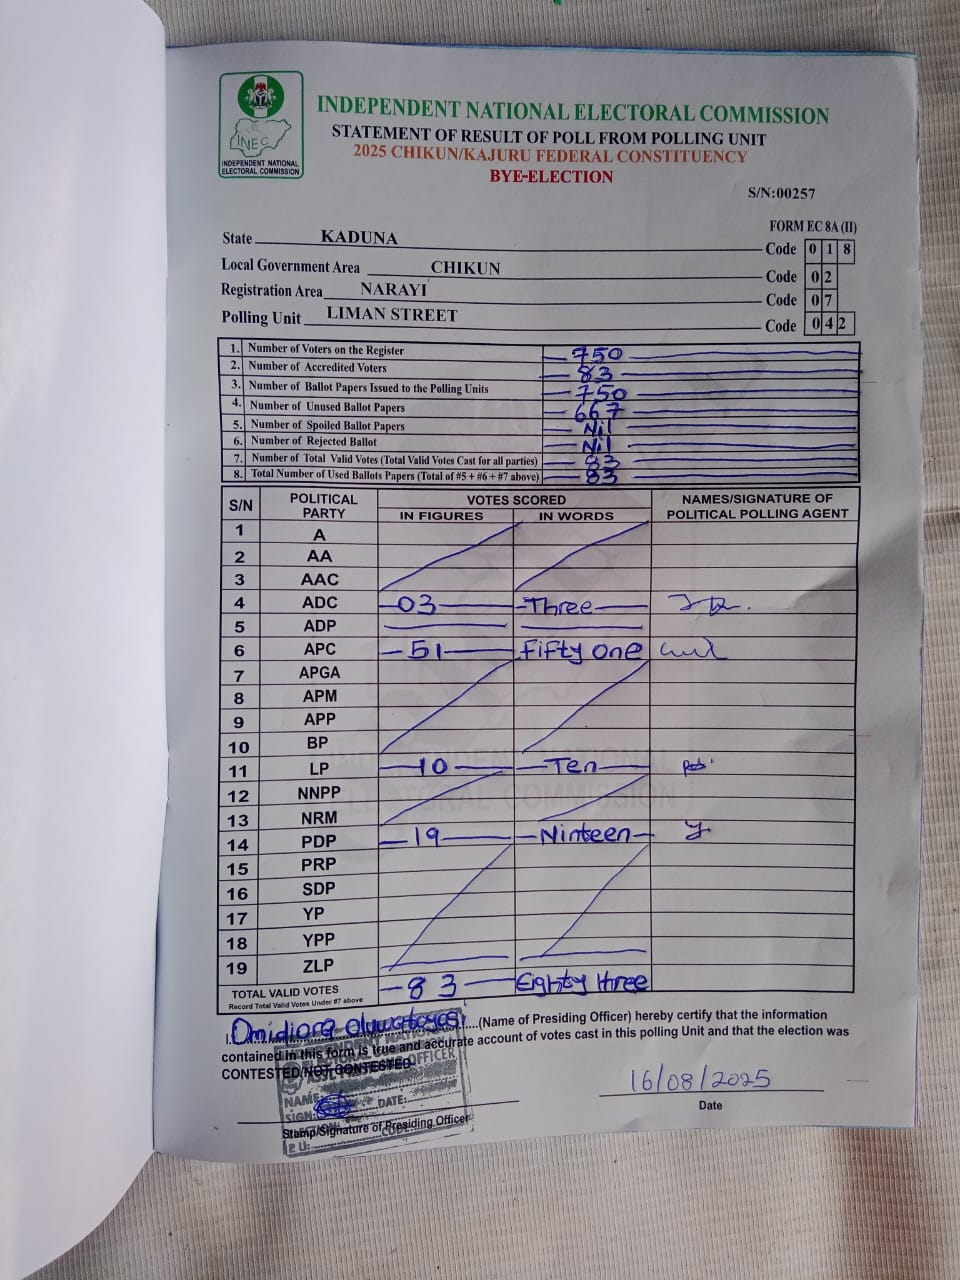 INEC
INDEPENDENT NATIONAL
ELECTORAL COMMISSION
INDEPENDENT NATIONAL ELECTORAL COMMISSION
STATEMENT OF RESULT OF POLL FROM POLLING UNIT
2025 CHIKUN/KAJURU FEDERAL CONSTITUENCY
BYE-ELECTION
S/N:00257
FORM EC 8A (II)
State KADUNA Code 0 1 8
Local Government Area CHIKUN Code 0 2
Registration Area NARAYI Code 0 7
Polling Unit LIMAN STREET Code 0 4 2
1. Number of Voters on the Register 750
2. Number of Accredited Voters 83
3. Number of Ballot Papers Issued to the Polling Units 750
4. Number of Unused Ballot Papers 667
5. Number of Spoiled Ballot Papers Nil
6. Number of Rejected Ballot Nil
7. Number of Total Valid Votes (Total Valid Votes Cast for all parties) 83
8. Total Number of Used Ballots Papers (Total of #5 + #6 + #7 above) 83
S/N POLITICAL PARTY VOTES SCORED NAMES/SIGNATURE OF POLITICAL POLLING AGENT
IN FIGURES IN WORDS
1 A
2 AA
3 AAC
4 ADC 03 Three
5 ADP
6 APC 51 Fifty one
7 APGA
8 APM
9 APP
10 BP
11 LP 10 Ten
12 NNPP
13 NRM
14 PDP 19 Ninteen
15 PRP
16 SDP
17 YP
18 YPP
19 ZLP
TOTAL VALID VOTES 83 Eighty three
Record Total Valid Votes Under #7 above
I, (Name of Presiding Officer) hereby certify that the information
contained in this form is true and accurate account of votes cast in this polling Unit and that the election was
CONTESTED/NOT CONTESTED
16/08/2025
Date
NAME:
SIGN: DATE:
Stamp/Signature of Presiding Officer
P.U: